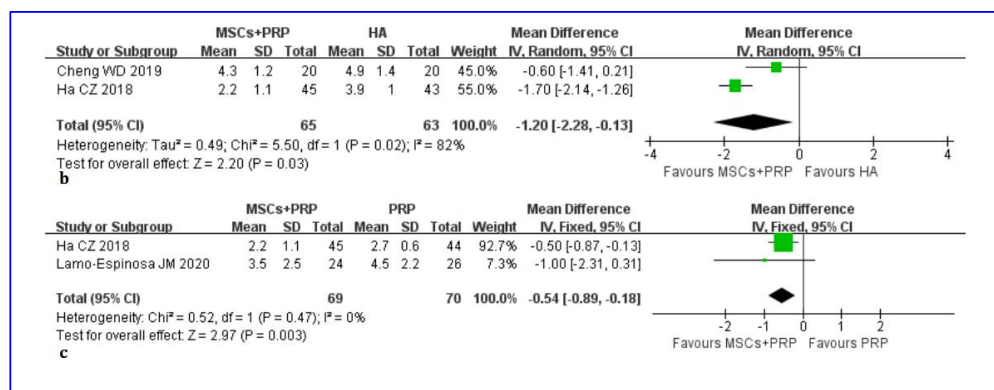 MSCs+PRP HA Mean Difference Mean Difference
Study or Subgroup Mean SD Total Mean SD Total Weight IV, Random, 95% CI IV, Random, 95% CI
Cheng WD 2019 4.3 1.2 20 4.9 1.4 20 45.0% -0.60 [-1.41, 0.21]
Ha CZ 2018 2.2 1.1 45 3.9 1 43 55.0% -1.70 [-2.14, -1.26]
Total (95% CI) 65 63 100.0% -1.20 [-2.28, -0.13]
Heterogeneity: Tau² = 0.49; Chi² = 5.50, df = 1 (P = 0.02); I² = 82%
Test for overall effect: Z = 2.20 (P = 0.03)
-4 -2 0 2 4
Favours MSCs+PRP Favours HA
b
MSCs+PRP PRP Mean Difference Mean Difference
Study or Subgroup Mean SD Total Mean SD Total Weight IV, Fixed, 95% CI IV, Fixed, 95% CI
Ha CZ 2018 2.2 1.1 45 2.7 0.6 44 92.7% -0.50 [-0.87, -0.13]
Lamo-Espinosa JM 2020 3.5 2.5 24 4.5 2.2 26 7.3% -1.00 [-2.31, 0.31]
Total (95% CI) 69 70 100.0% -0.54 [-0.89, -0.18]
Heterogeneity: Chi² = 0.52, df = 1 (P = 0.47); I² = 0%
Test for overall effect: Z = 2.97 (P = 0.003)
-2 -1 0 1 2
Favours MSCs+PRP Favours PRP
c